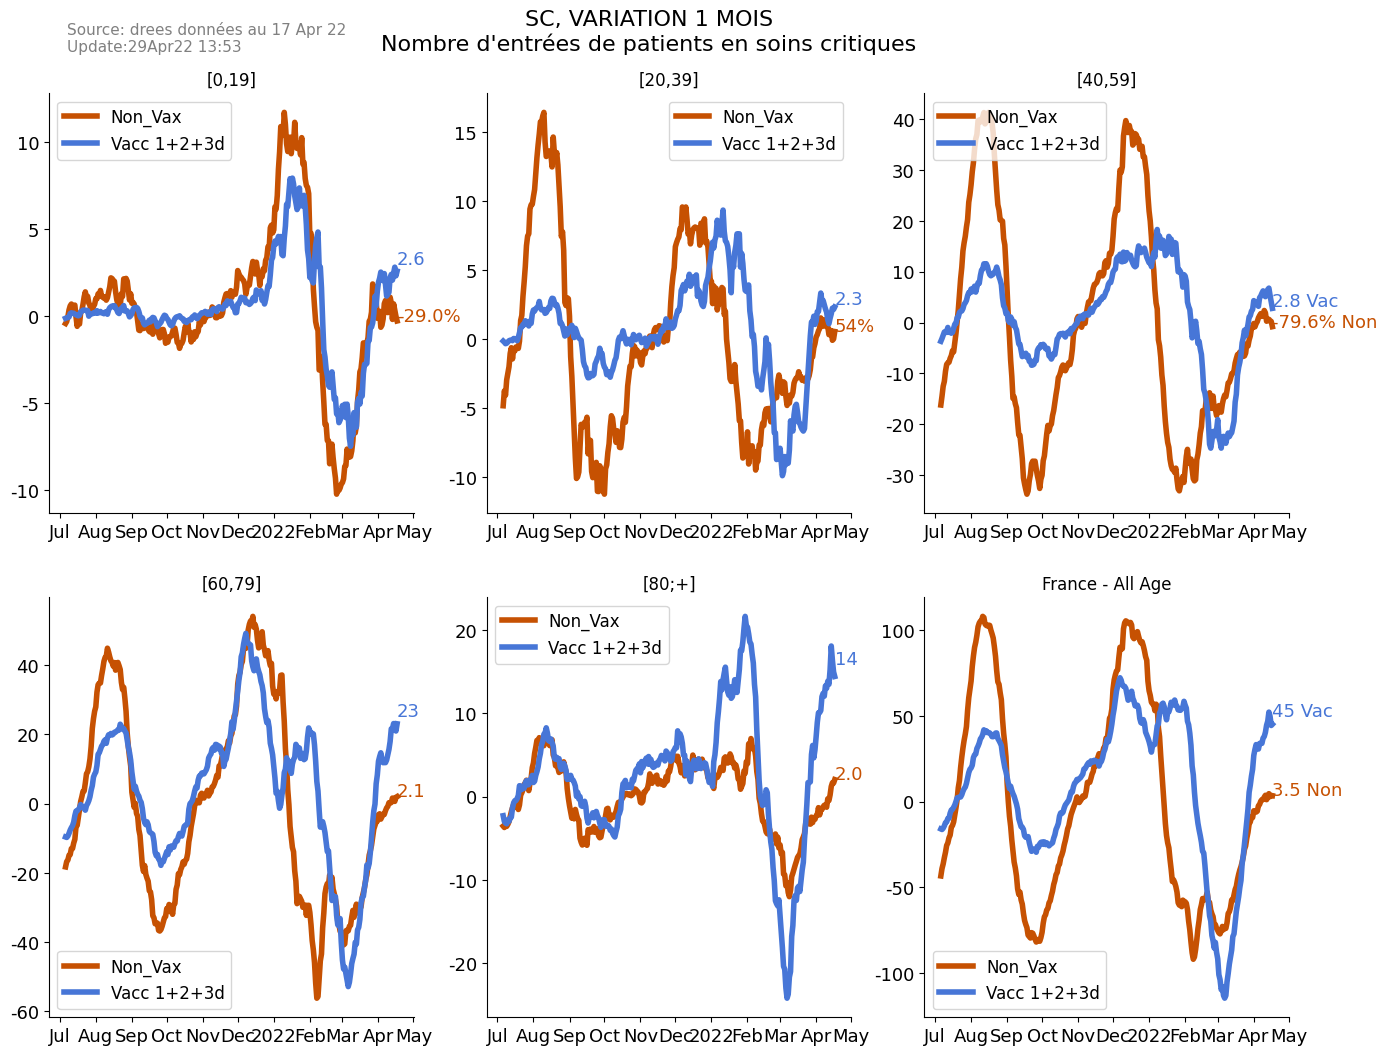 Source: drees données au 17 Apr 22
Update:29Apr22 13:53
SC, VARIATION 1 MOIS
Nombre d'entrées de patients en soins critiques
[0,19]
Non_Vax
Vacc 1+2+3d
10
5
0
-5
-10
2.6
-29.0%
Jul Aug Sep Oct Nov Dec 2022 Feb Mar Apr May
[20,39]
Non_Vax
Vacc 1+2+3d
15
10
5
0
-5
-10
2.3
54%
Jul Aug Sep Oct Nov Dec 2022 Feb Mar Apr May
[40,59]
Non_Vax
Vacc 1+2+3d
40
30
20
10
0
-10
-20
-30
2.8 Vac
-79.6% Non
Jul Aug Sep Oct Nov Dec 2022 Feb Mar Apr May
[60,79]
40
20
0
-20
-40
-60
23
2.1
Non_Vax
Vacc 1+2+3d
Jul Aug Sep Oct Nov Dec 2022 Feb Mar Apr May
[80;+]
Non_Vax
Vacc 1+2+3d
20
10
0
-10
-20
14
2.0
Jul Aug Sep Oct Nov Dec 2022 Feb Mar Apr May
France - All Age
100
50
0
-50
-100
45 Vac
3.5 Non
Non_Vax
Vacc 1+2+3d
Jul Aug Sep Oct Nov Dec 2022 Feb Mar Apr May